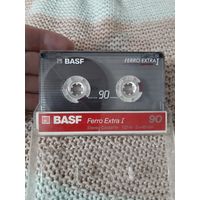 BASF FERRO EXTRA I
90
BASF Ferro Extra I 90